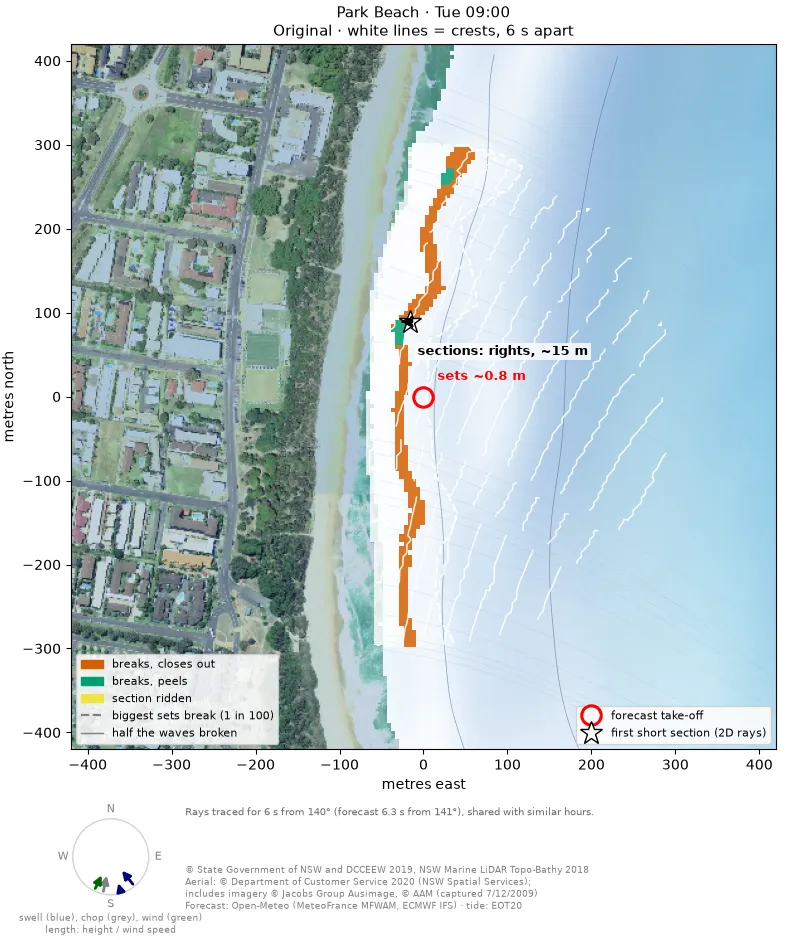 Park Beach · Tue 09:00
Original · white lines = crests, 6 s apart
400
300
200
100
0
−100
−200
−300
−400
metres north
sections: rights, ~15 m
sets ~0.8 m
breaks, closes out
breaks, peels
section ridden
biggest sets break (1 in 100)
half the waves broken
forecast take-off
first short section (2D rays)
−400 −300 −200 −100 0 100 200 300 400
metres east
N
W E
S
swell (blue), chop (grey), wind (green)
length: height / wind speed
Rays traced for 6 s from 140° (forecast 6.3 s from 141°), shared with similar hours.
© State Government of NSW and DCCEEW 2019, NSW Marine LiDAR Topo-Bathy 2018
Aerial: © Department of Customer Service 2020 (NSW Spatial Services);
includes imagery © Jacobs Group Ausimage, © AAM (captured 7/12/2009)
Forecast: Open-Meteo (MeteoFrance MFWAM, ECMWF IFS) · tide: EOT20